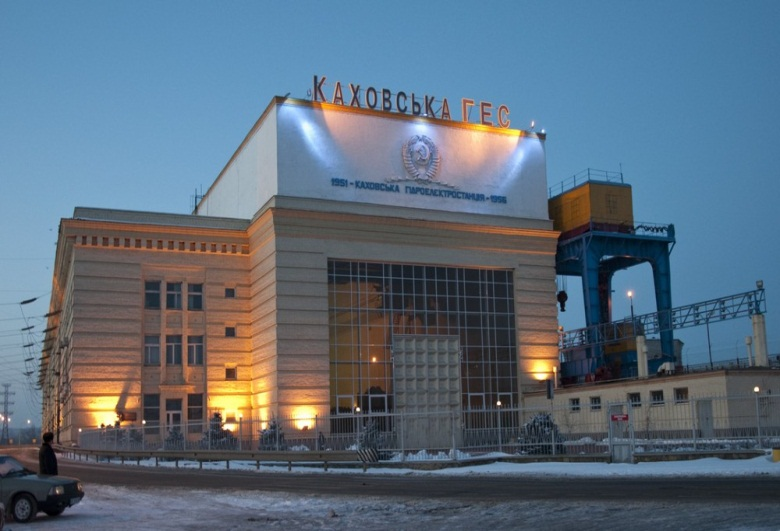 КАХОВСЬКА ГЕС
1951 - КАХОВСЬКА ГІДРОЕЛЕКТРОСТАНЦІЯ - 1956